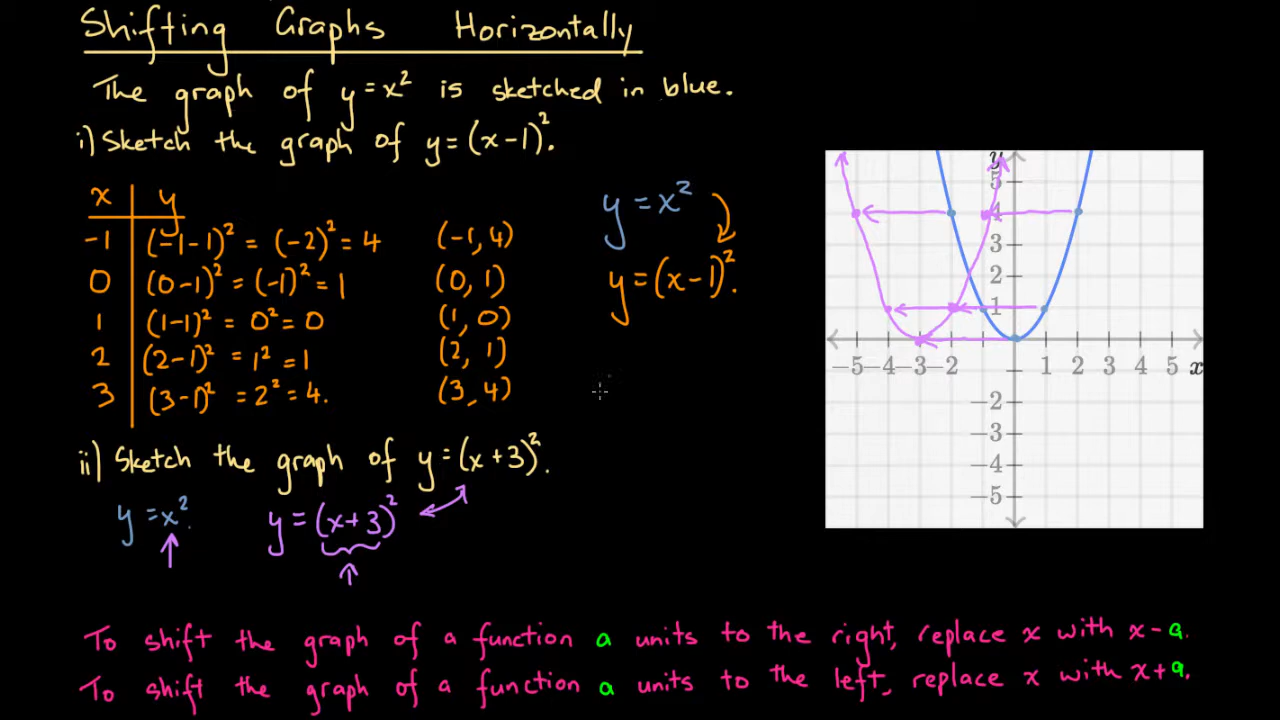 Shifting Graphs Horizontally
The graph of y=x² is sketched in blue.
i) Sketch the graph of y=(x-1)².
x y
-1 (-1-1)² = (-2)² = 4 (-1, 4)
0 (0-1)² = (-1)² = 1 (0, 1)
1 (1-1)² = 0² = 0 (1, 0)
2 (2-1)² = 1² = 1 (2, 1)
3 (3-1)² = 2² = 4. (3, 4)
y = x²
y = (x-1)².
ii) Sketch the graph of y=(x+3)².
y = x². y = (x+3)²
y
5
4
3
2
1
-5 -4 -3 -2 1 2 3 4 5 x
-2
-3
-4
-5
To shift the graph of a function a units to the right, replace x with x-a.
To shift the graph of a function a units to the left, replace x with x+a.